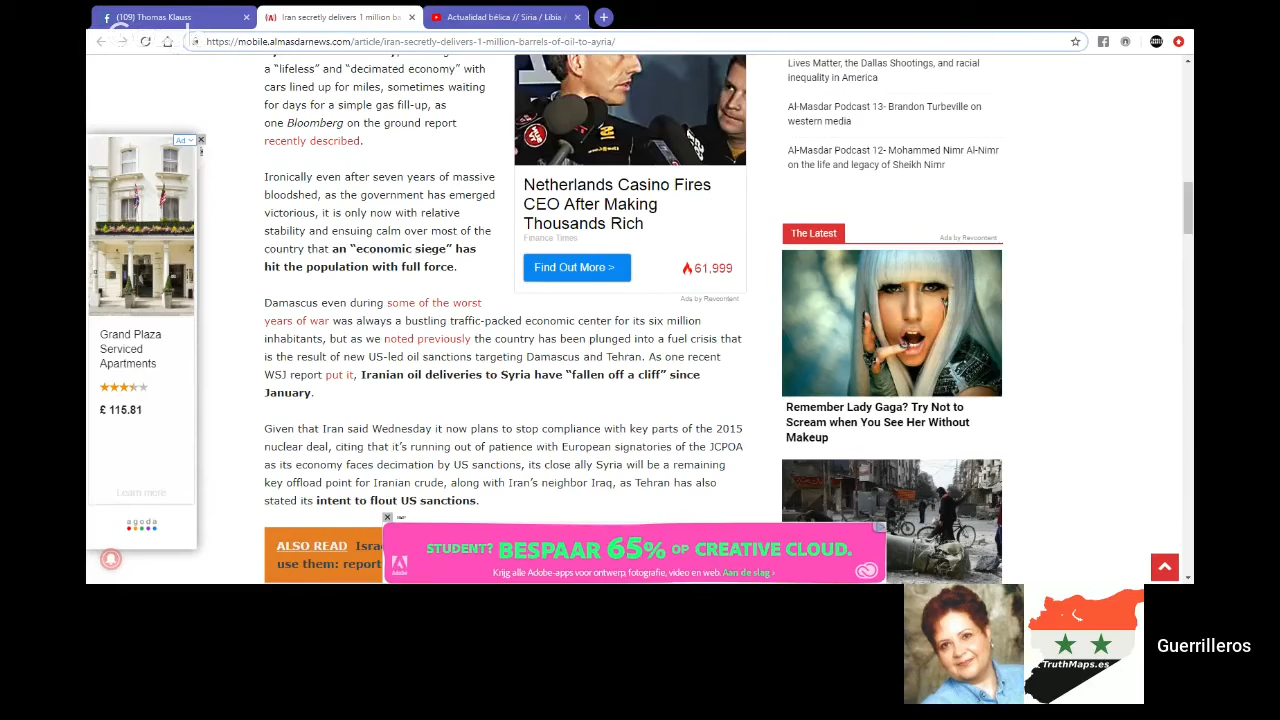 (109) Thomas Klauss
Iran secretly delivers 1 million ba
Actualidad bélica // Siria / Libia
https://mobile.almasdarnews.com/article/iran-secretly-delivers-1-million-barrels-of-oil-to-ayria/
a “lifeless” and “decimated economy” with
cars lined up for miles, sometimes waiting
for days for a simple gas fill-up, as
one Bloomberg on the ground report
recently described.
Ironically even after seven years of massive
bloodshed, as the government has emerged
victorious, it is only now with relative
stability and ensuing calm over most of the
country that an “economic siege” has
hit the population with full force.
Damascus even during some of the worst
years of war was always a bustling traffic-packed economic center for its six million
inhabitants, but as we noted previously the country has been plunged into a fuel crisis that
is the result of new US-led oil sanctions targeting Damascus and Tehran. As one recent
WSJ report put it, Iranian oil deliveries to Syria have “fallen off a cliff” since
January.
Given that Iran said Wednesday it now plans to stop compliance with key parts of the 2015
nuclear deal, citing that it’s running out of patience with European signatories of the JCPOA
as its economy faces decimation by US sanctions, its close ally Syria will be a remaining
key offload point for Iranian crude, along with Iran’s neighbor Iraq, as Tehran has also
stated its intent to flout US sanctions.
ALSO READ Isra
use them: report
Netherlands Casino Fires
CEO After Making
Thousands Rich
Finance Times
Find Out More >
61,999
Ads by Revcontent
Lives Matter, the Dallas Shootings, and racial
inequality in America
Al-Masdar Podcast 13- Brandon Turbeville on
western media
Al-Masdar Podcast 12- Mohammed Nimr Al-Nimr
on the life and legacy of Sheikh Nimr
The Latest
Ads by Revcontent
Remember Lady Gaga? Try Not to
Scream when You See Her Without
Makeup
Ad
Grand Plaza
Serviced
Apartments
£ 115.81
Learn more
agoda
STUDENT? BESPAAR 65% OP CREATIVE CLOUD.
Krijg alle Adobe-apps voor ontwerp, fotografie, video en web. Aan de slag ›
Adobe
TruthMaps.es
Guerrilleros